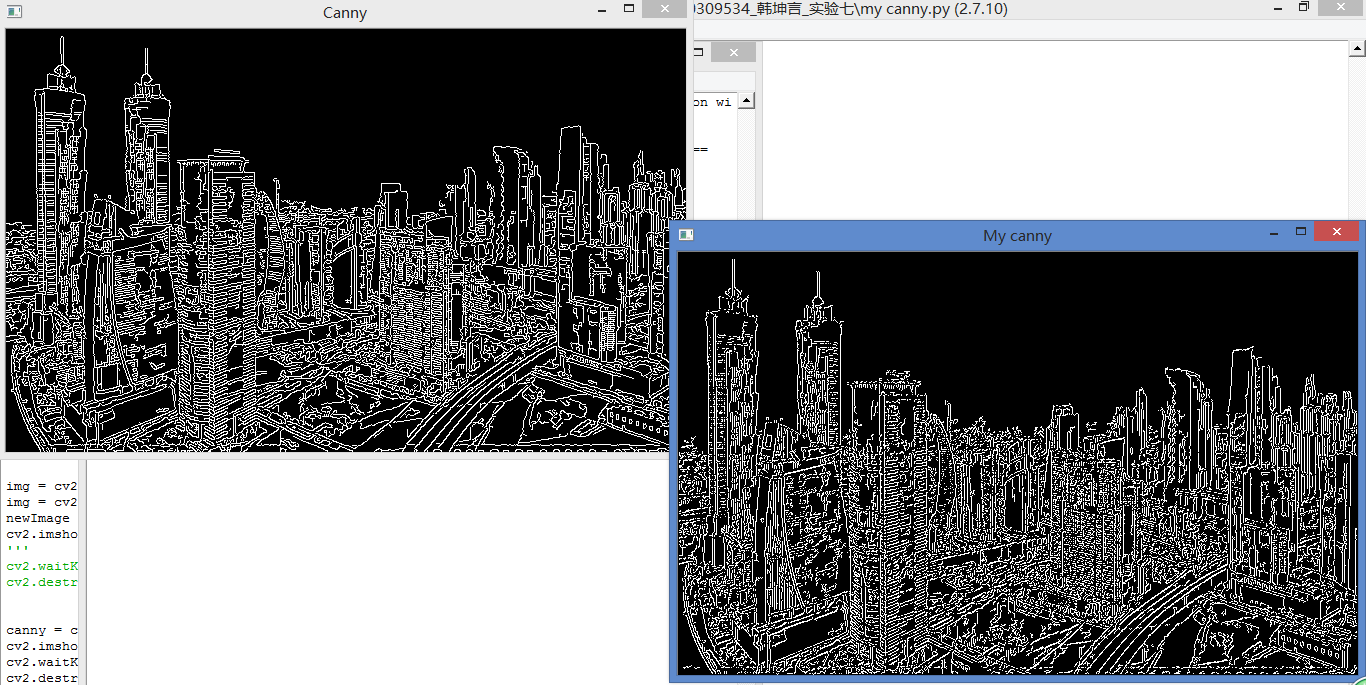 Canny
0309534_韩坤言_实验七\my canny.py (2.7.10)
on wi
==
My canny
img = cv2
img = cv2
newImage
cv2.imsho
'''
cv2.waitK
cv2.destr
canny = c
cv2.imsho
cv2.waitK
cv2.destr